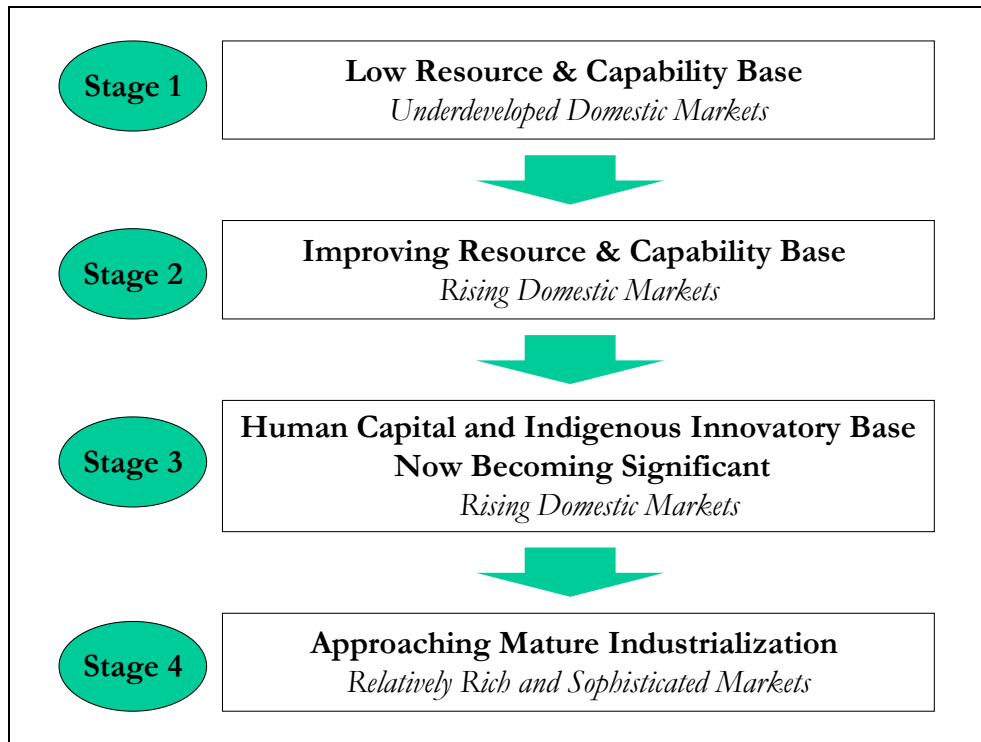 Stage 1
Low Resource & Capability Base
Underdeveloped Domestic Markets
Stage 2
Improving Resource & Capability Base
Rising Domestic Markets
Stage 3
Human Capital and Indigenous Innovatory Base
Now Becoming Significant
Rising Domestic Markets
Stage 4
Approaching Mature Industrialization
Relatively Rich and Sophisticated Markets